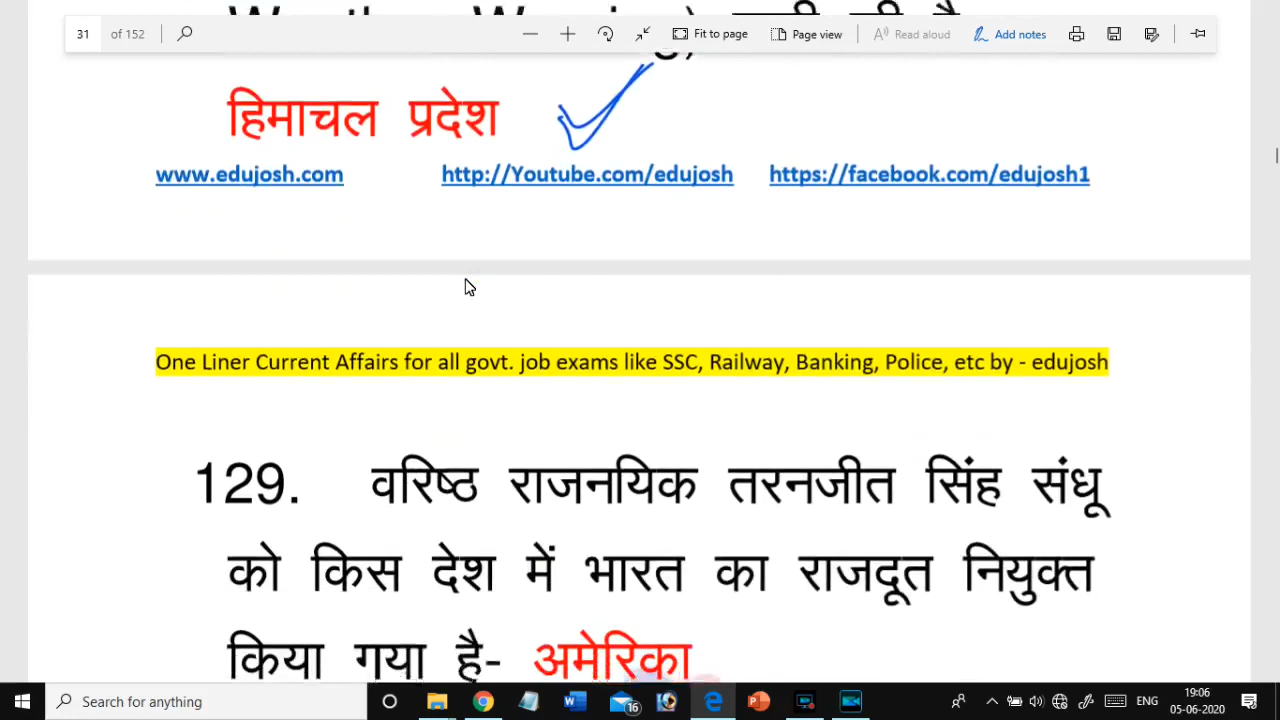 31 of 152 Fit to page Page view Read aloud Add notes
हिमाचल प्रदेश
www.edujosh.com http://Youtube.com/edujosh https://facebook.com/edujosh1
One Liner Current Affairs for all govt. job exams like SSC, Railway, Banking, Police, etc by - edujosh
129. वरिष्ठ राजनयिक तरनजीत सिंह संधू
को किस देश में भारत का राजदूत नियुक्त
किया गया है- अमेरिका
Search for anything 16 ENG 19:06
05-06-2020